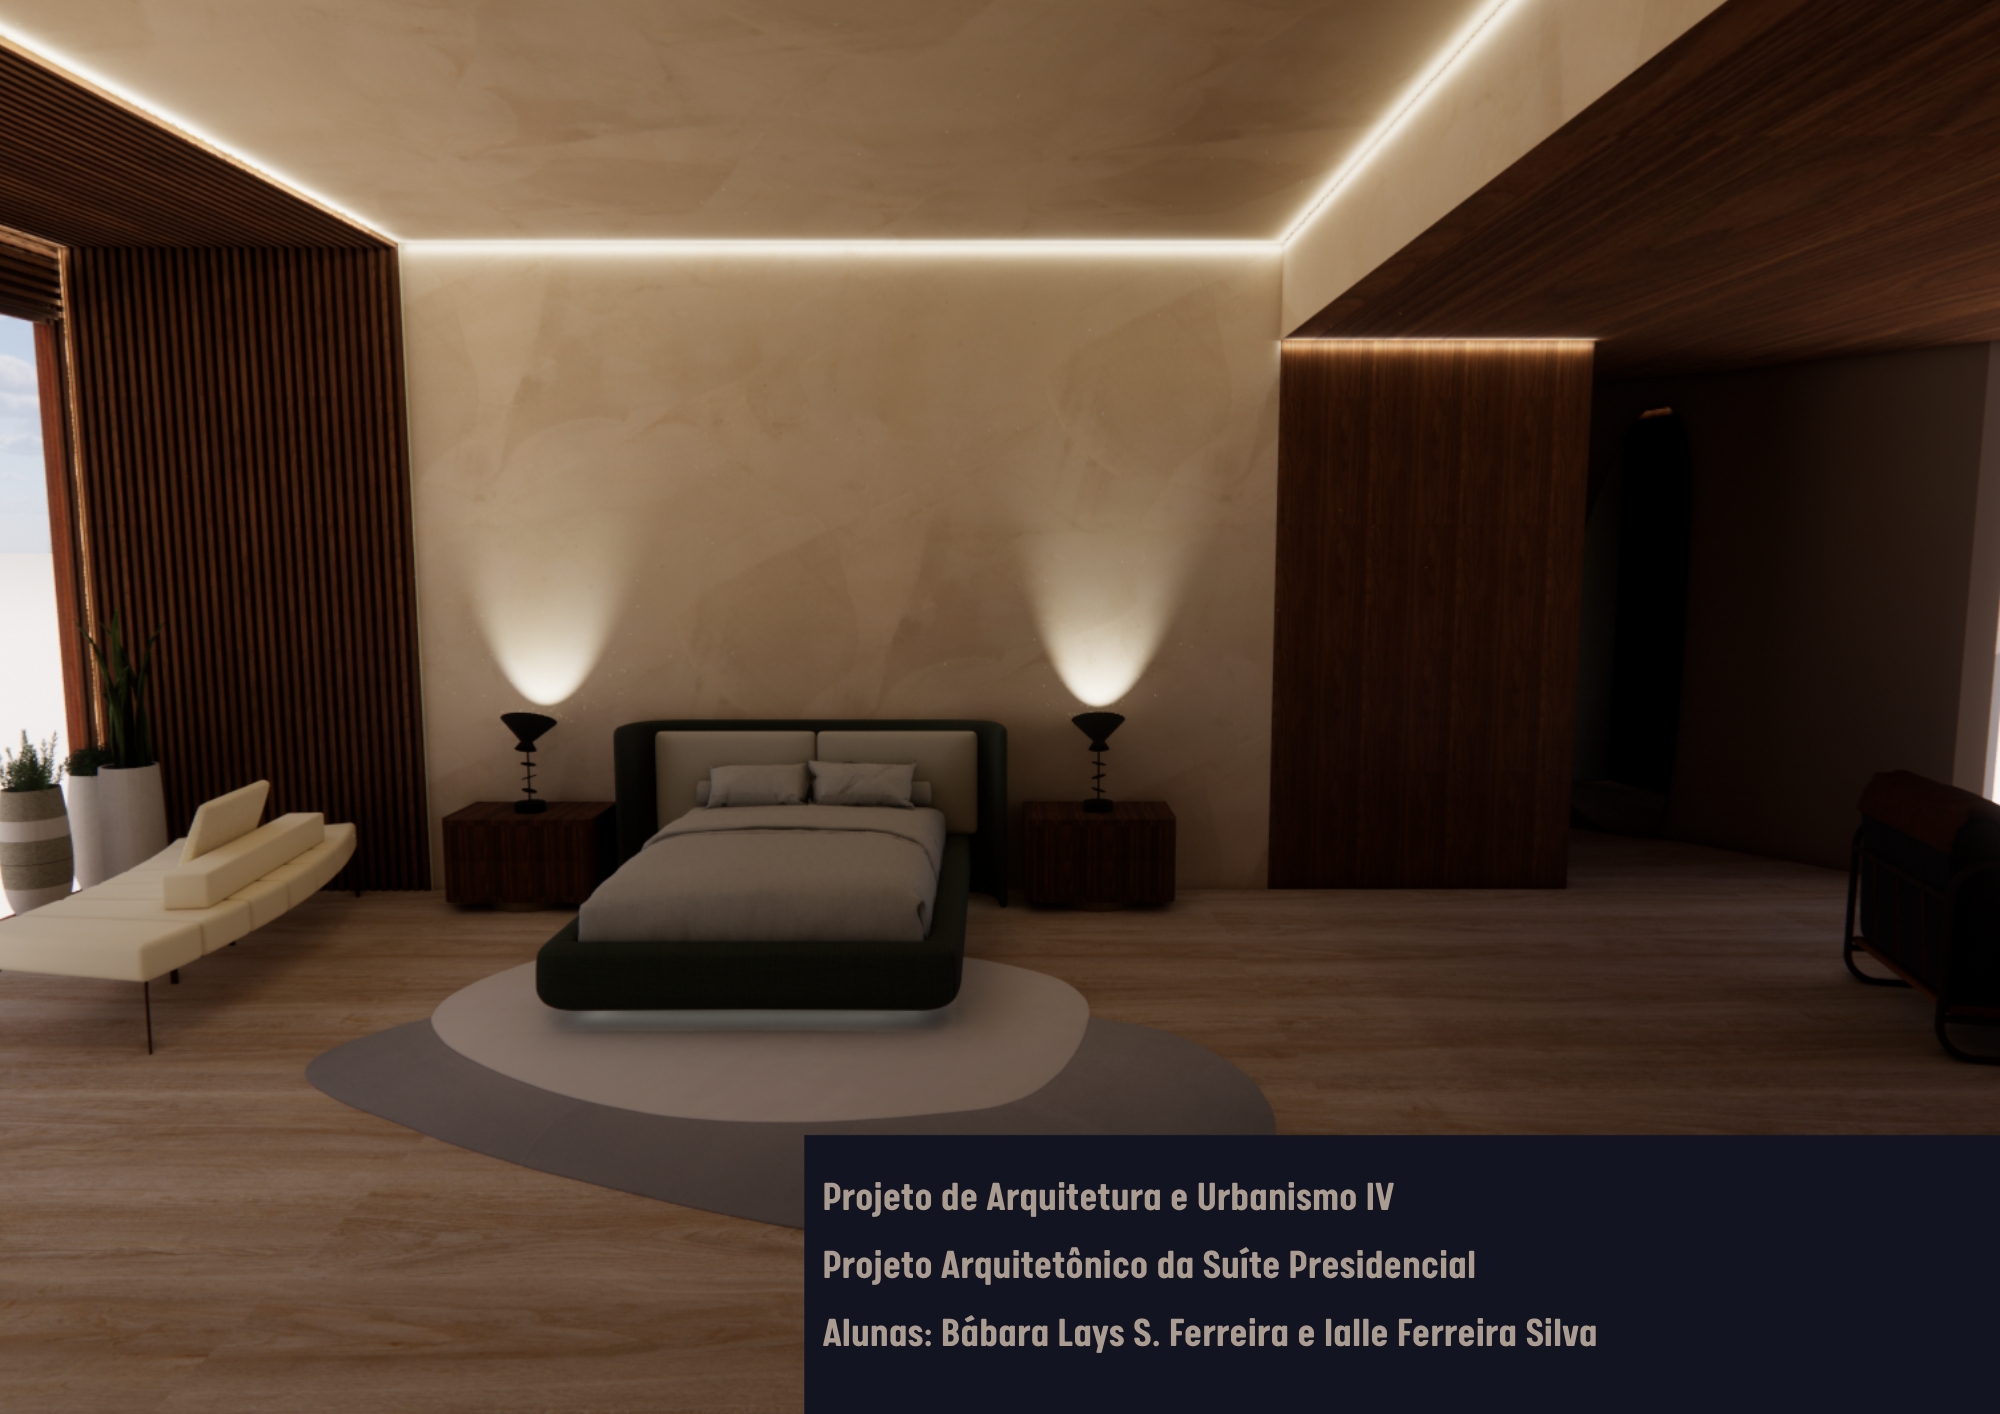 Projeto de Arquitetura e Urbanismo IV
Projeto Arquitetônico da Suíte Presidencial
Alunas: Bábara Lays S. Ferreira e Ialle Ferreira Silva